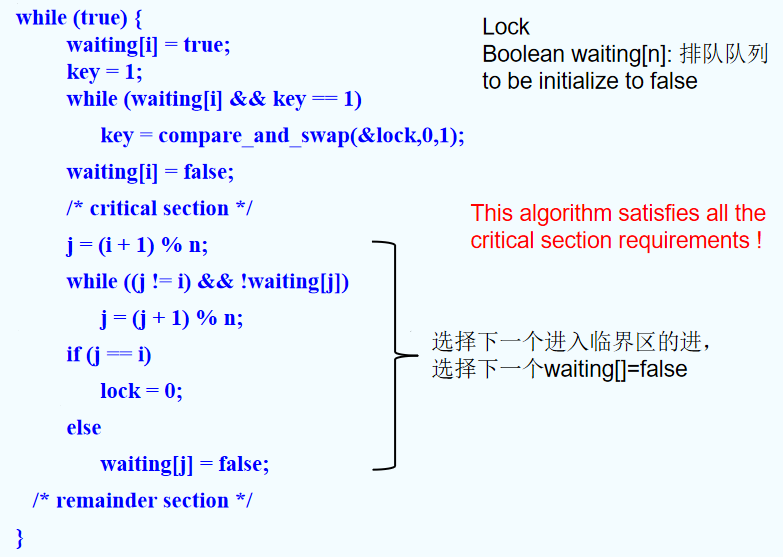 while (true) {
waiting[i] = true;
key = 1;
while (waiting[i] && key == 1)
key = compare_and_swap(&lock,0,1);
waiting[i] = false;
/* critical section */
j = (i + 1) % n;
while ((j != i) && !waiting[j])
j = (j + 1) % n;
if (j == i)
lock = 0;
else
waiting[j] = false;
/* remainder section */
}
Lock
Boolean waiting[n]: 排队队列
to be initialize to false
This algorithm satisfies all the
critical section requirements !
选择下一个进入临界区的进，
选择下一个waiting[]=false